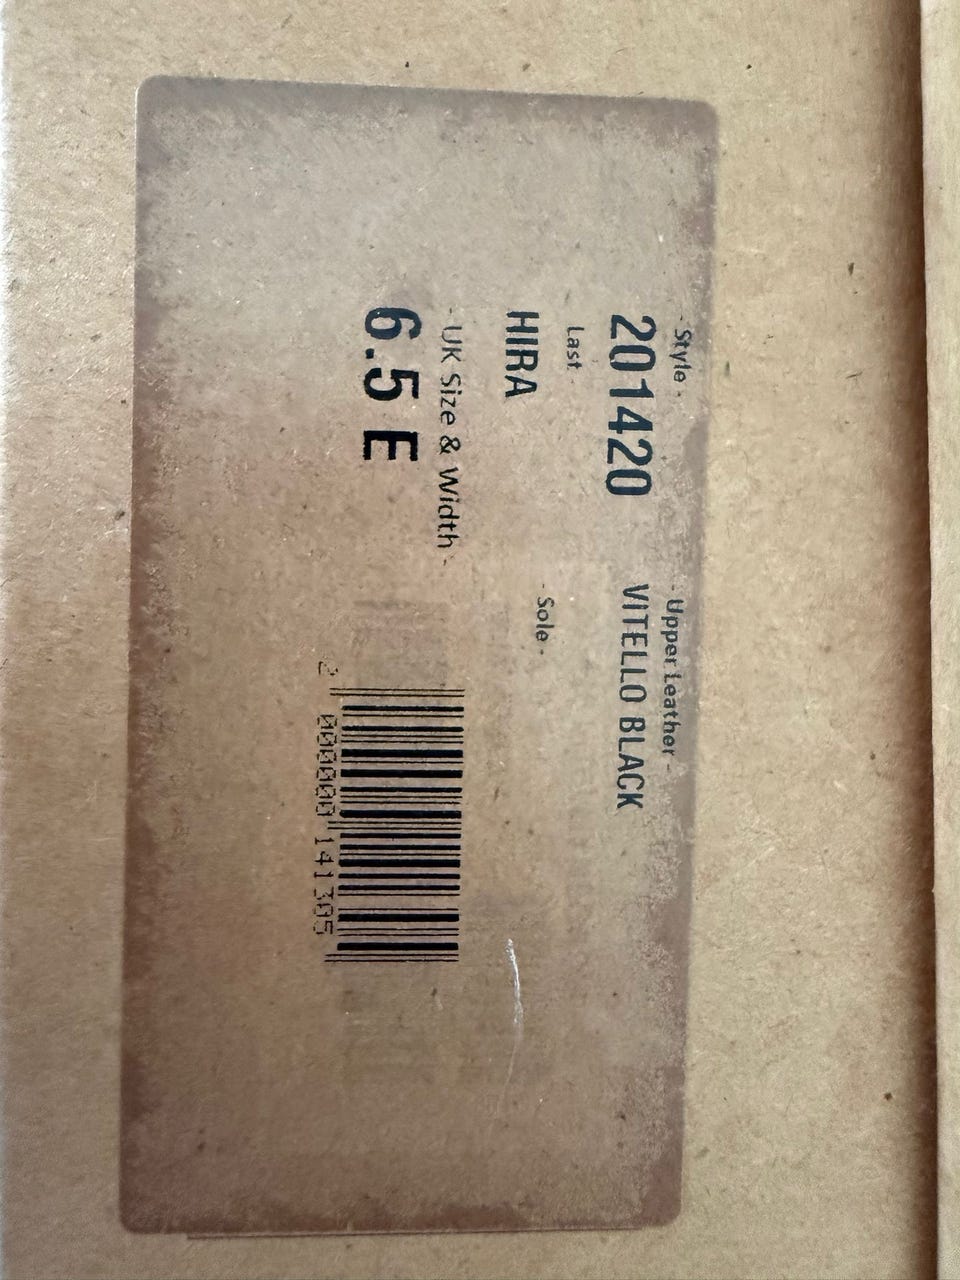 - Style -
201420
- Upper Leather -
VITELLO BLACK
Last -
HIRA
- Sole -
- UK Size & Width -
6.5 E
2 000000 141305